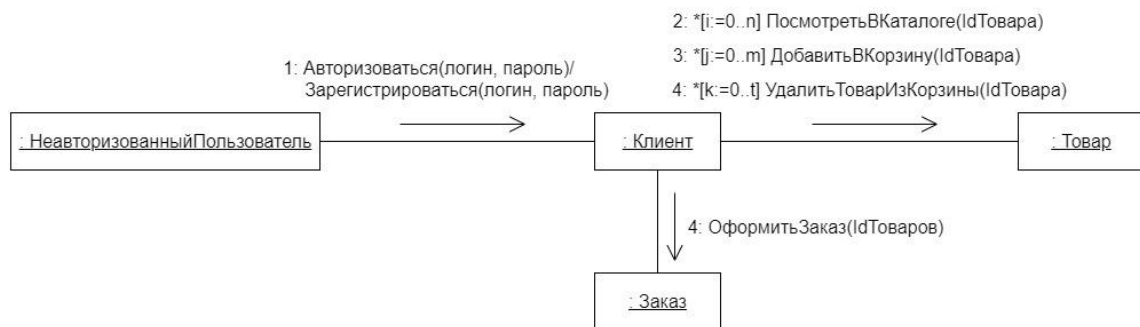 2: *[i:=0..n] ПосмотретьВКаталоге(IdТовара)
3: *[j:=0..m] ДобавитьВКорзину(IdТовара)
1: Авторизоваться(логин, пароль)/
Зарегистрироваться(логин, пароль)
4: *[k:=0..t] УдалитьТоварИзКорзины(IdТовара)
: НеавторизованныйПользователь
: Клиент
: Товар
4: ОформитьЗаказ(IdТоваров)
: Заказ